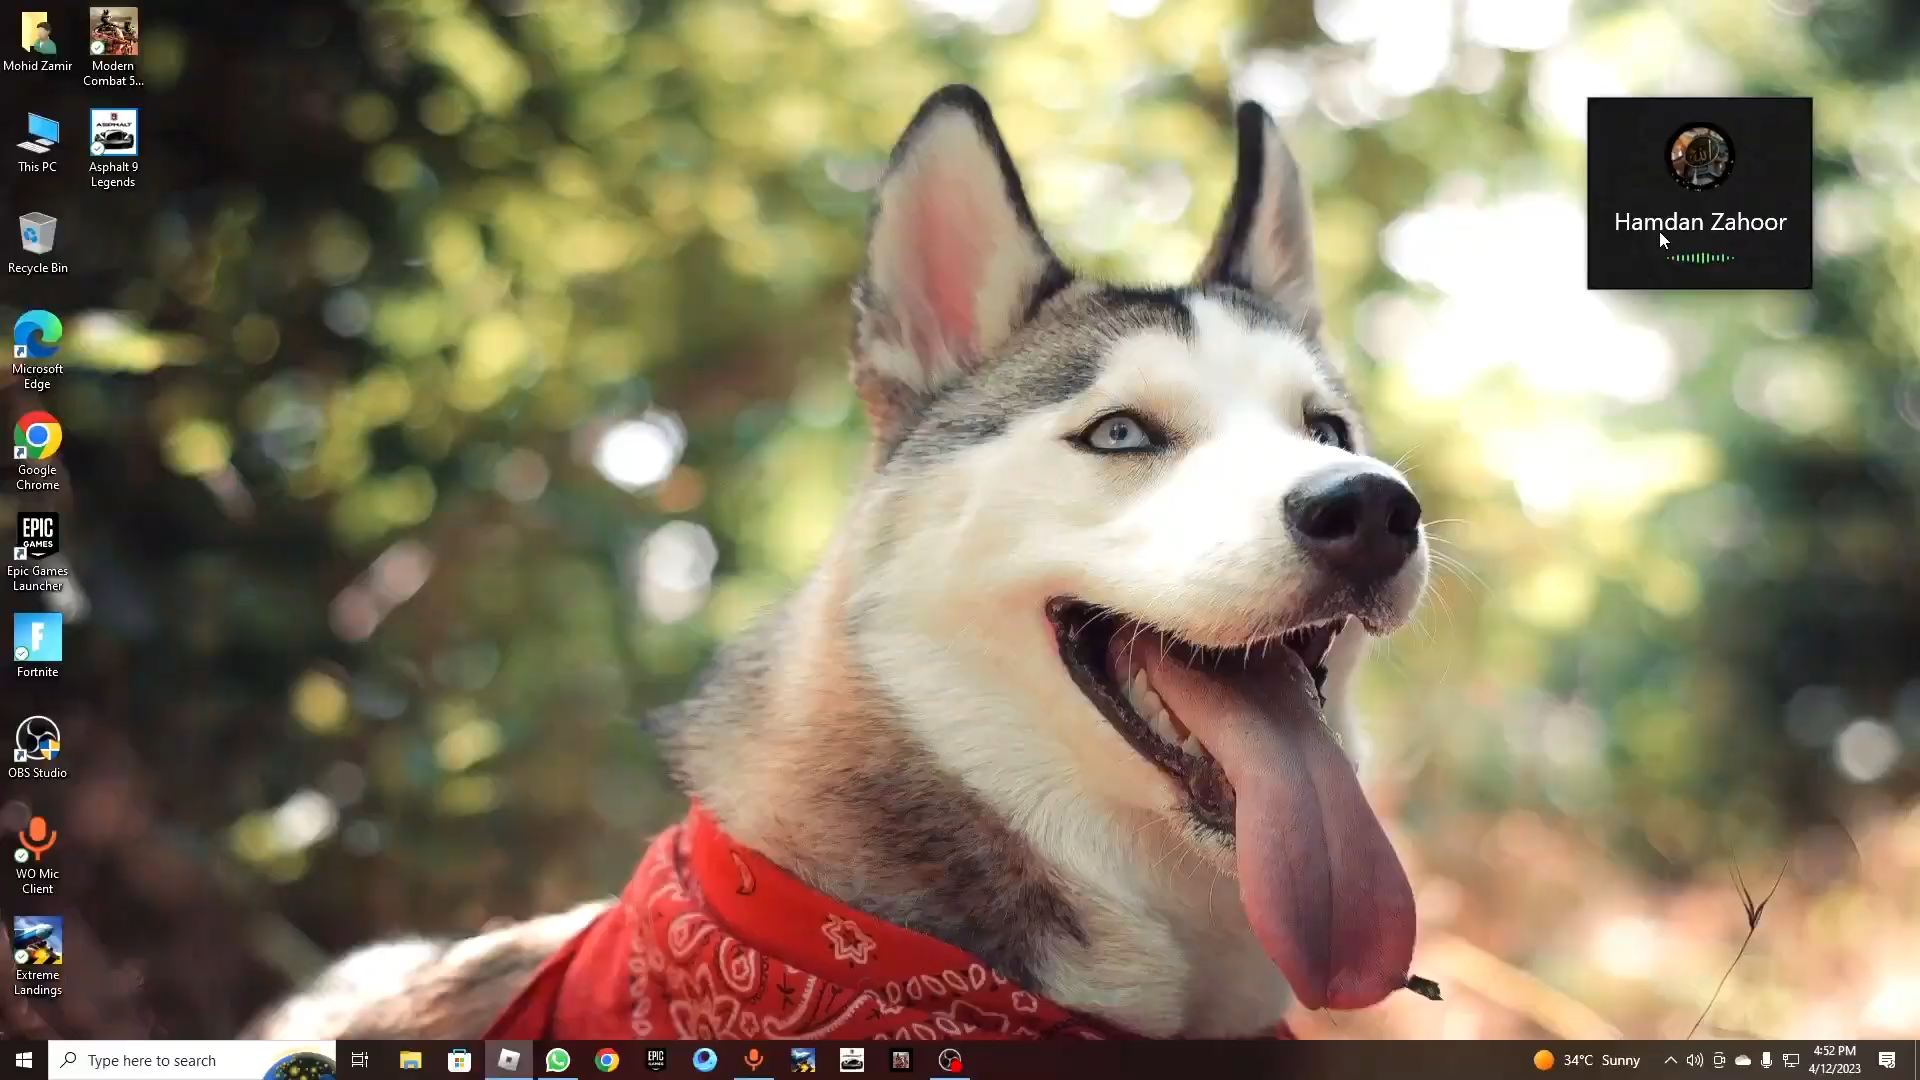 Mohid Zamir
Modern
Combat 5...
This PC
ASPHALT
Asphalt 9
Legends
Recycle Bin
Microsoft
Edge
Google
Chrome
EPIC
GAMES
Epic Games
Launcher
Fortnite
OBS Studio
WO Mic
Client
Extreme
Landings
Hamdan Zahoor
Type here to search
EPIC
34°C Sunny
4:52 PM
4/12/2023